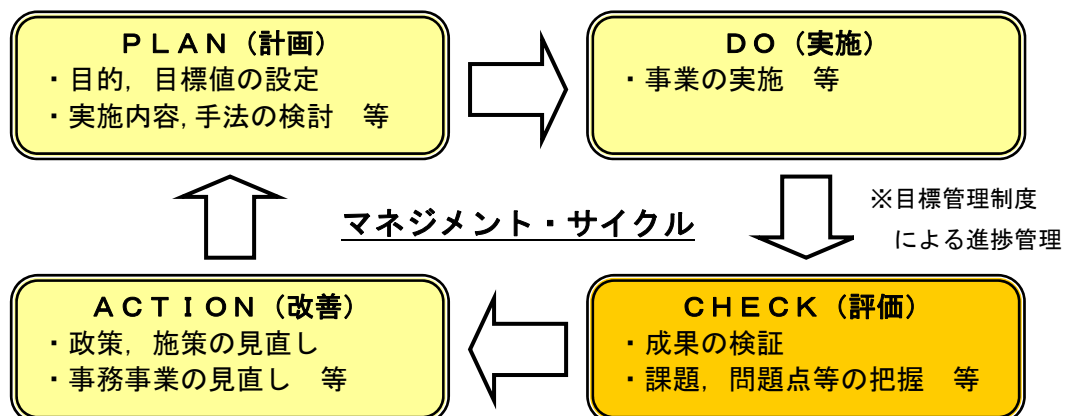 ＰＬＡＮ（計画）
・目的，目標値の設定
・実施内容,手法の検討　等
ＤＯ（実施）
・事業の実施　等
マネジメント・サイクル
※目標管理制度
による進捗管理
ＡＣＴＩＯＮ（改善）
・政策，施策の見直し
・事務事業の見直し　等
ＣＨＥＣＫ（評価）
・成果の検証
・課題，問題点等の把握　等